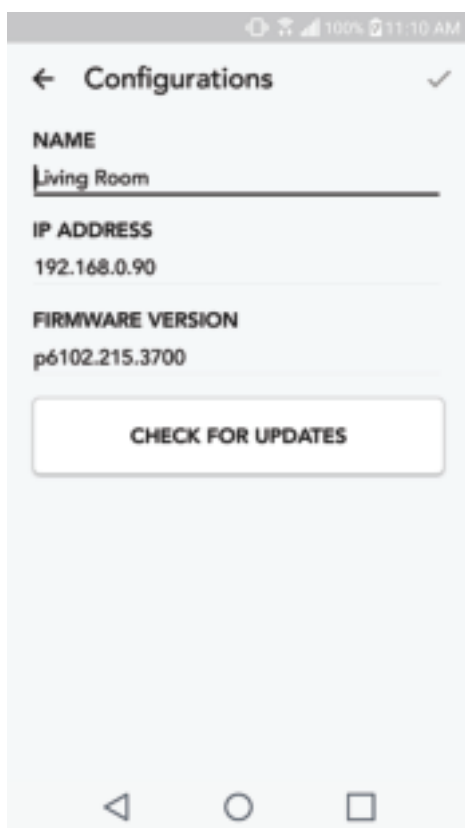 100% 11:10 AM
Configurations
NAME
Living Room
IP ADDRESS
192.168.0.90
FIRMWARE VERSION
p6102.215.3700
CHECK FOR UPDATES